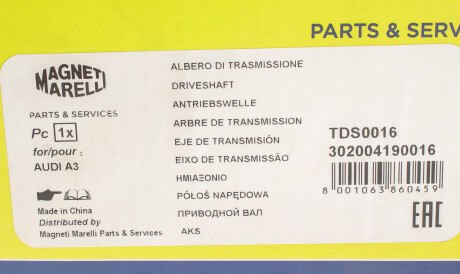 PARTS & SERV
MAGNETI
MARELLI
PARTS & SERVICES
Pc 1x
for/pour :
AUDI A3
Made in China
Distributed by
Magneti Marelli Parts & Services
ALBERO DI TRASMISSIONE
DRIVESHAFT
ANTRIEBSWELLE
ARBRE DE TRANSMISSION
EJE DE TRANSMISIÓN
EIXO DE TRANSMISSÃO
ΗΜΙΑΞΟΝΙΟ
PÓŁOŚ NAPĘDOWA
ПРИВОДНОЙ ВАЛ
AKS
TDS0016
302004190016
8 001063 860459
EAC